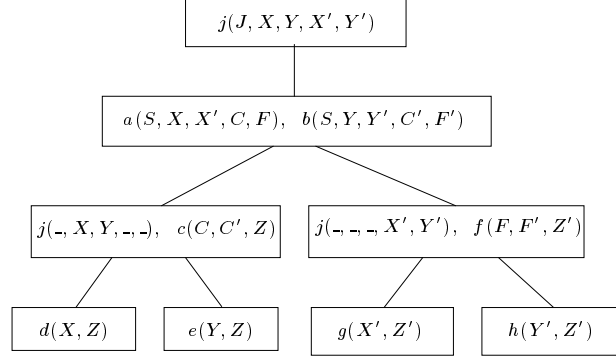 j(J, X, Y, X′, Y′)
a(S, X, X′, C, F), b(S, Y, Y′, C′, F′)
j(_, X, Y, _, _), c(C, C′, Z)
j(_, _, _, X′, Y′), f(F, F′, Z′)
d(X, Z)
e(Y, Z)
g(X′, Z′)
h(Y′, Z′)